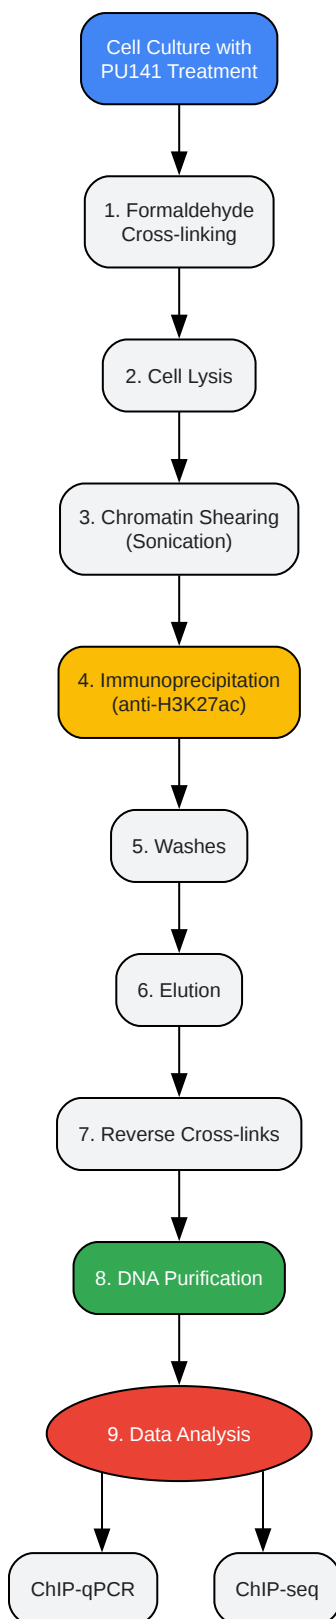 Cell Culture with
PU141 Treatment
1. Formaldehyde
Cross-linking
2. Cell Lysis
3. Chromatin Shearing
(Sonication)
4. Immunoprecipitation
(anti-H3K27ac)
5. Washes
6. Elution
7. Reverse Cross-links
8. DNA Purification
9. Data Analysis
ChIP-qPCR
ChIP-seq